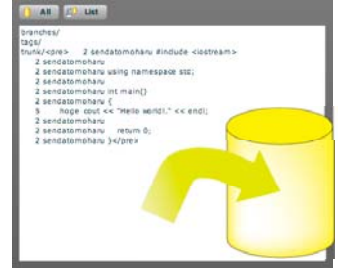 All List
branches/
tags/
trunk/<pre> 2 sendatomoharu #include <iostream>
2 sendatomoharu
2 sendatomoharu using namespace std;
2 sendatomoharu
2 sendatomoharu int main()
2 sendatomoharu {
5 hoge cout << "Hello world!." << endl;
2 sendatomoharu
2 sendatomoharu return 0;
2 sendatomoharu }</pre>